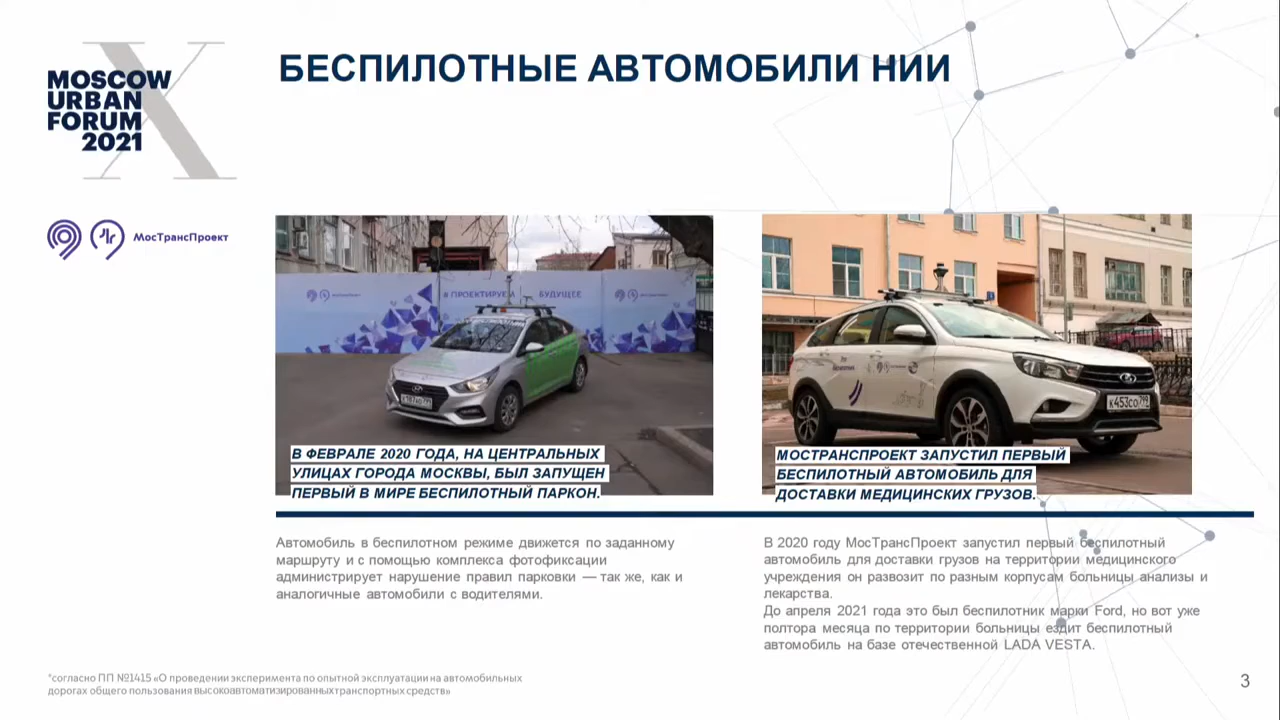 БЕСПИЛОТНЫЕ АВТОМОБИЛИ НИИ
MOSCOW
URBAN
FORUM
2021
МосТрансПроект
ПРОЕКТИРУЕМ БУДУЩЕЕ
В ФЕВРАЛЕ 2020 ГОДА, НА ЦЕНТРАЛЬНЫХ
УЛИЦАХ ГОРОДА МОСКВЫ, БЫЛ ЗАПУЩЕН
ПЕРВЫЙ В МИРЕ БЕСПИЛОТНЫЙ ПАРКОН.
Автомобиль в беспилотном режиме движется по заданному
маршруту и с помощью комплекса фотофиксации
администрирует нарушение правил парковки — так же, как и
аналогичные автомобили с водителями.
К453СО 799
МОСТРАНСПРОЕКТ ЗАПУСТИЛ ПЕРВЫЙ
БЕСПИЛОТНЫЙ АВТОМОБИЛЬ ДЛЯ
ДОСТАВКИ МЕДИЦИНСКИХ ГРУЗОВ.
В 2020 году МосТрансПроект запустил первый беспилотный
автомобиль для доставки грузов на территории медицинского
учреждения он развозит по разным корпусам больницы анализы и
лекарства.
До апреля 2021 года это был беспилотник марки Ford, но вот уже
полтора месяца по территории больницы ездит беспилотный
автомобиль на базе отечественной LADA VESTA.
*согласно ПП №1415 «О проведении эксперимента по опытной эксплуатации на автомобильных
дорогах общего пользования высокоавтоматизированных транспортных средств»
3